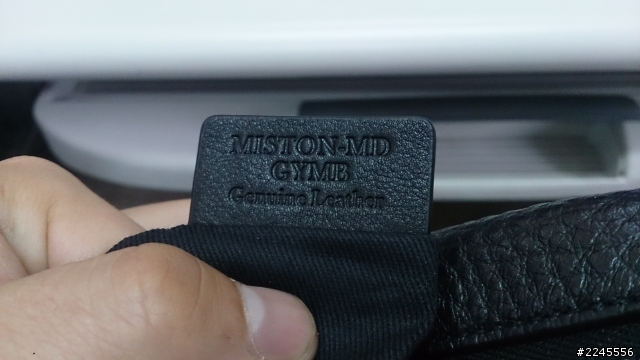 MISTON-MD
GYMB
Genuine Leather
#2245556